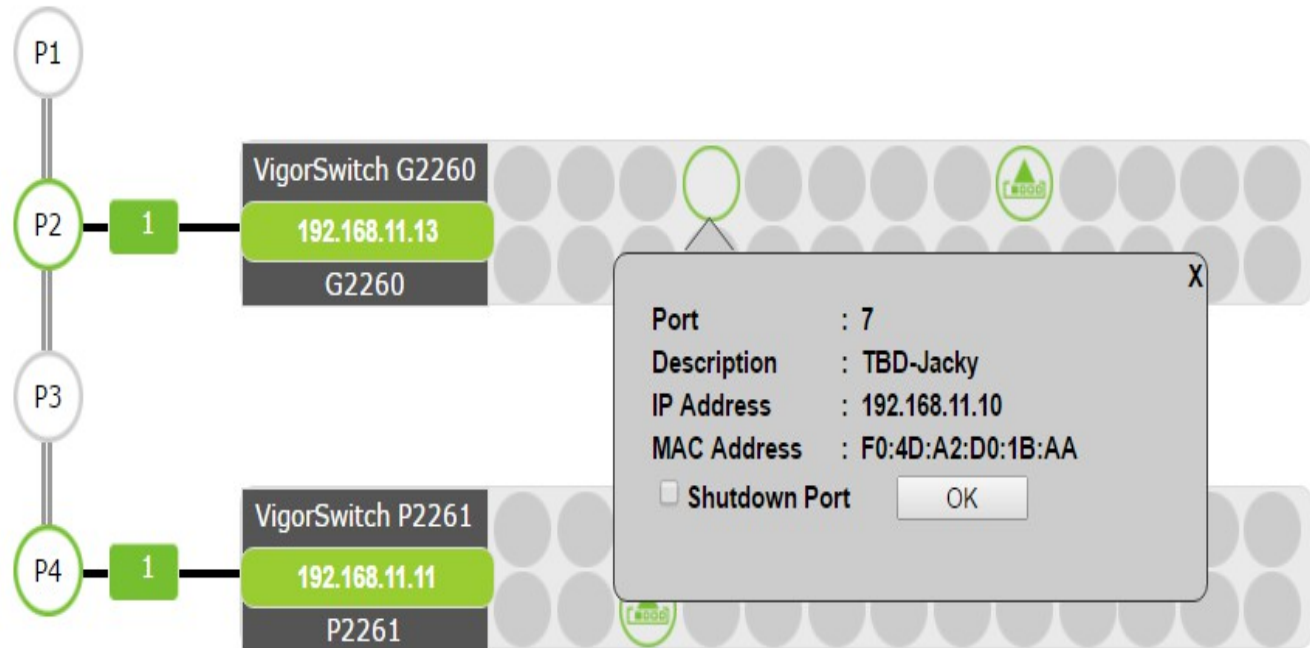 P1
VigorSwitch G2260
P2
1
192.168.11.13
G2260
X
Port : 7
Description : TBD-Jacky
IP Address : 192.168.11.10
MAC Address : F0:4D:A2:D0:1B:AA
Shutdown Port OK
P3
VigorSwitch P2261
P4
1
192.168.11.11
P2261